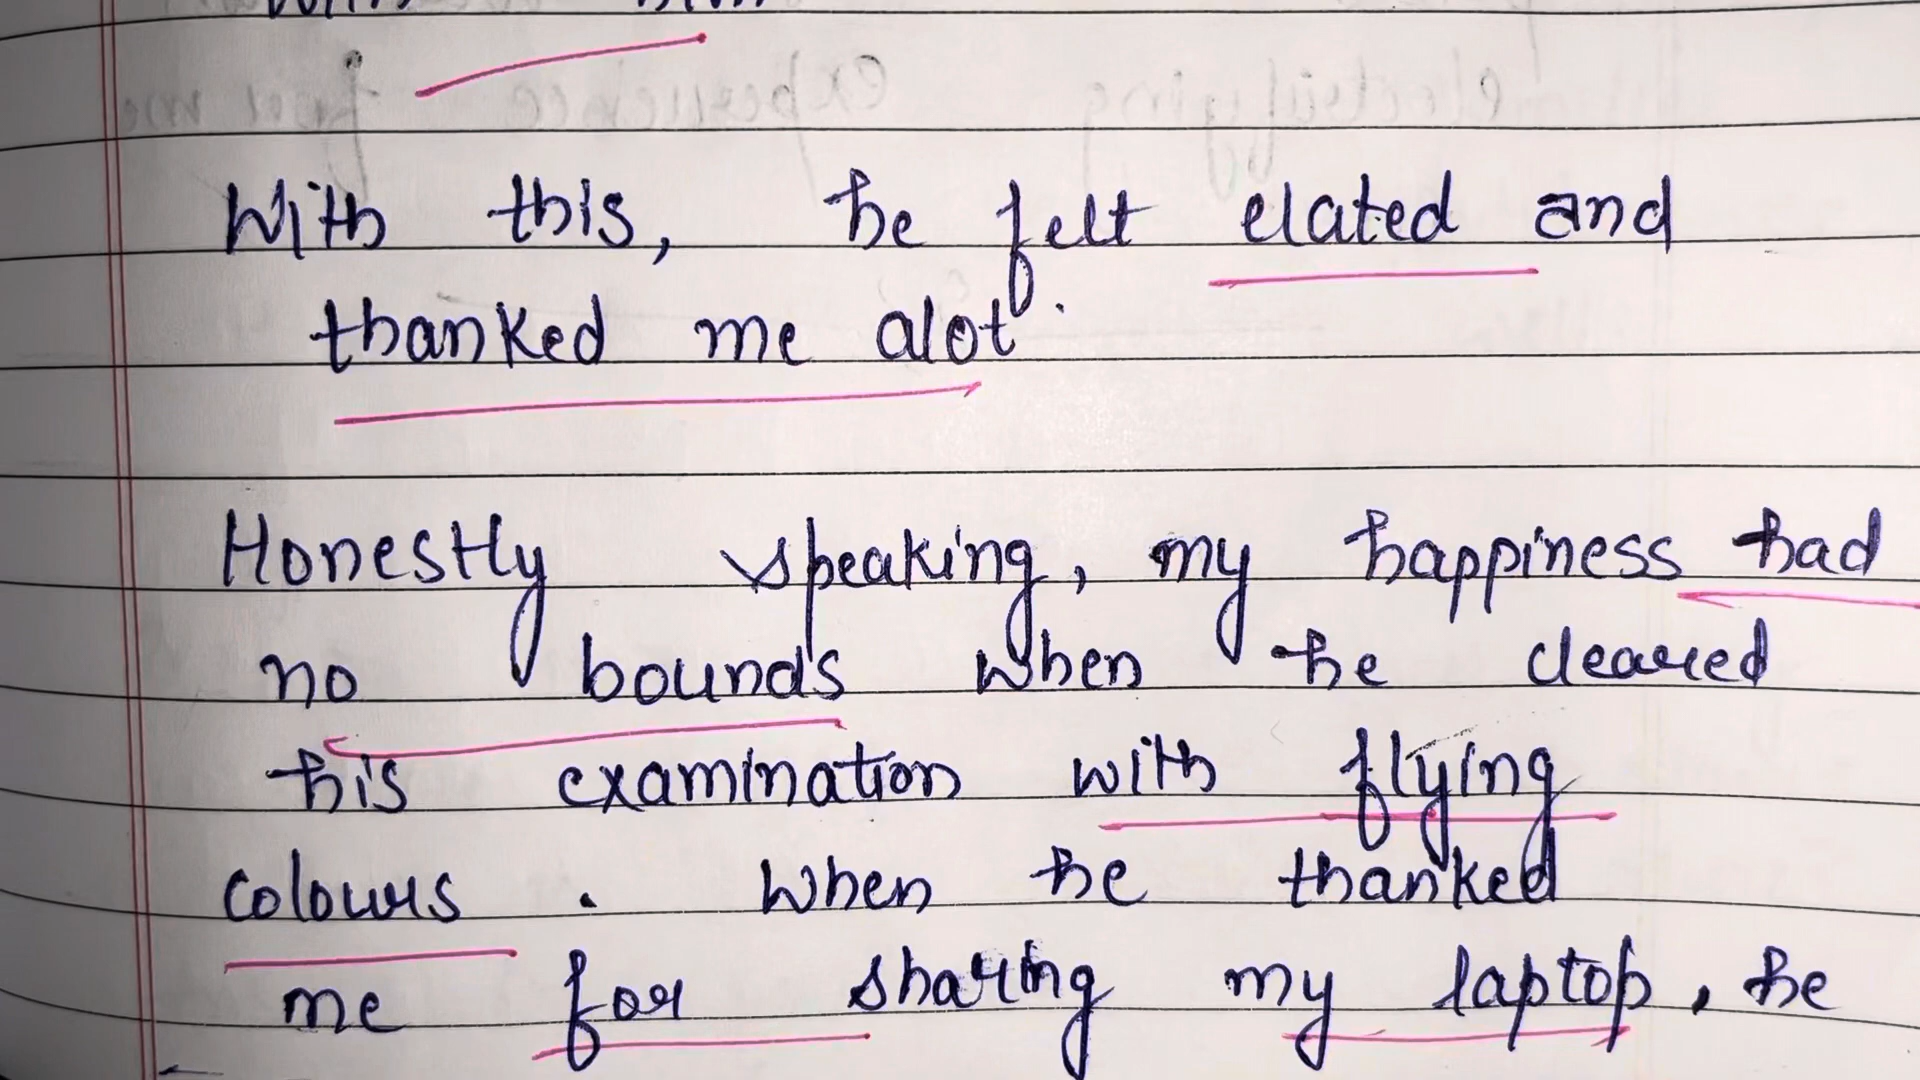 With this, he felt elated and
thanked me alot.
Honestly speaking, my happiness had
no bounds when he cleared
his examination with flying
colours. When he thanked
me for sharing my laptop, he